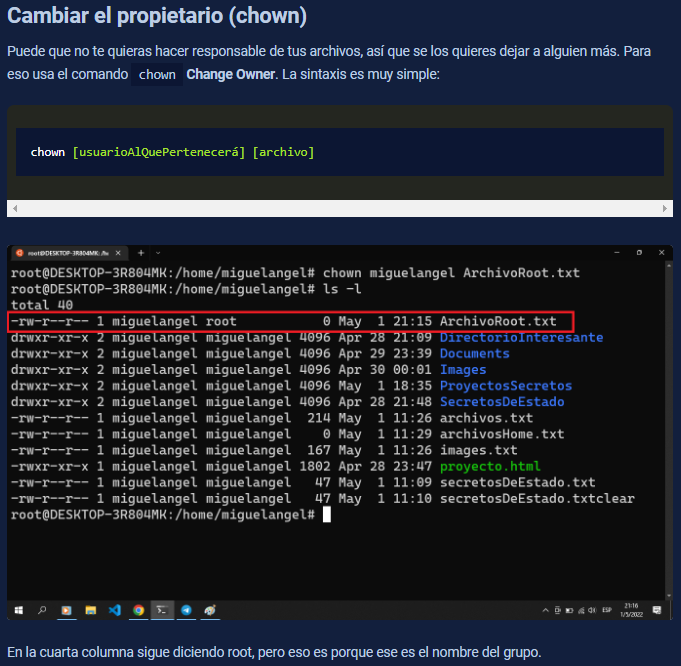 Cambiar el propietario (chown)
Puede que no te quieras hacer responsable de tus archivos, así que se los quieres dejar a alguien más. Para
eso usa el comando chown Change Owner. La sintaxis es muy simple:
chown [usuarioAlQuePertenecerá] [archivo]
root@DESKTOP-3R804MK: /h
root@DESKTOP-3R804MK:/home/miguelangel# chown miguelangel ArchivoRoot.txt
root@DESKTOP-3R804MK:/home/miguelangel# ls -l
total 40
-rw-r--r-- 1 miguelangel root 0 May 1 21:15 ArchivoRoot.txt
drwxr-xr-x 2 miguelangel miguelangel 4096 Apr 28 21:09 DirectorioInteresante
drwxr-xr-x 2 miguelangel miguelangel 4096 Apr 29 23:39 Documents
drwxr-xr-x 2 miguelangel miguelangel 4096 Apr 30 00:01 Images
drwxr-xr-x 2 miguelangel miguelangel 4096 May 1 18:35 ProyectosSecretos
drwxr-xr-x 2 miguelangel miguelangel 4096 Apr 28 21:48 SecretosDeEstado
-rw-r--r-- 1 miguelangel miguelangel 214 May 1 11:26 archivos.txt
-rw-r--r-- 1 miguelangel miguelangel 0 May 1 11:29 archivosHome.txt
-rw-r--r-- 1 miguelangel miguelangel 167 May 1 11:26 images.txt
-rwxr-xr-x 1 miguelangel miguelangel 1802 Apr 28 23:47 proyecto.html
-rw-r--r-- 1 miguelangel miguelangel 47 May 1 11:09 secretosDeEstado.txt
-rw-r--r-- 1 miguelangel miguelangel 47 May 1 11:10 secretosDeEstado.txtclear
root@DESKTOP-3R804MK:/home/miguelangel#
ESP
21:16
1/5/2022
En la cuarta columna sigue diciendo root, pero eso es porque ese es el nombre del grupo.